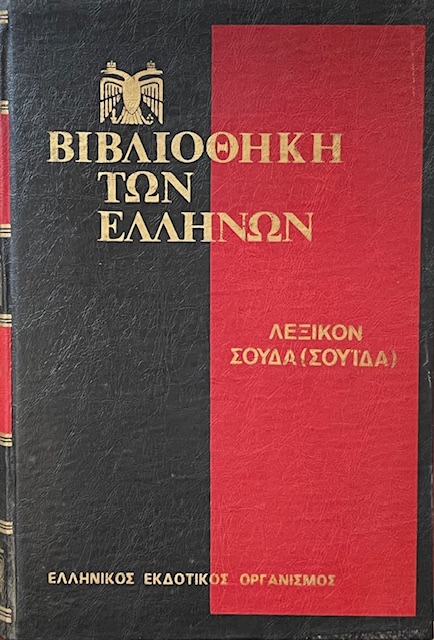 ΒΙΒΛΙΟΘΗΚΗ
ΤΩΝ
ΕΛΛΗΝΩΝ
ΛΕΞΙΚΟΝ
ΣΟΥΔΑ (ΣΟΥΪΔΑ)
ΕΛΛΗΝΙΚΟΣ ΕΚΔΟΤΙΚΟΣ ΟΡΓΑΝΙΣΜΟΣ